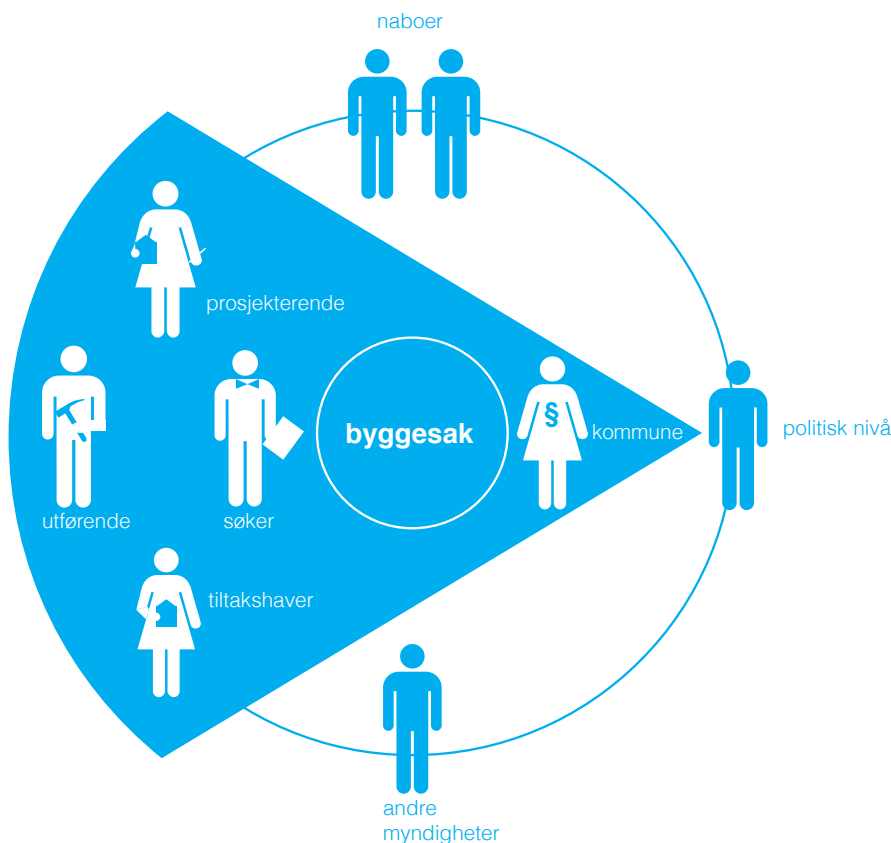 naboer
prosjekterende
byggesak
§
kommune
politisk nivå
utførende
søker
tiltakshaver
andre
myndigheter